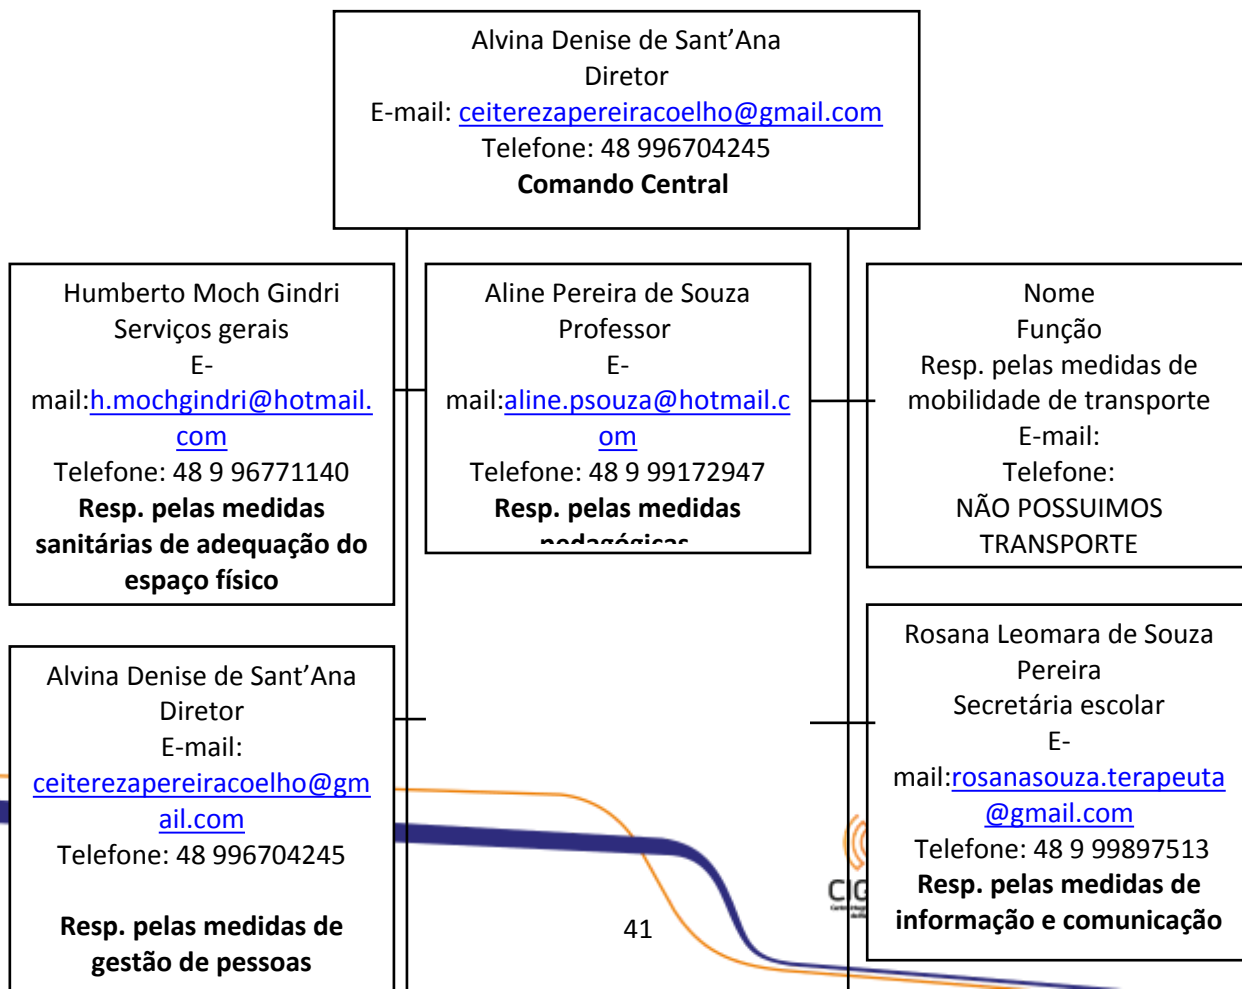 Alvina Denise de Sant’Ana
Diretor
E-mail: ceiterezapereiracoelho@gmail.com
Telefone: 48 996704245
Comando Central
Humberto Moch Gindri
Serviços gerais
E-
mail:h.mochgindri@hotmail.
com
Telefone: 48 9 96771140
Resp. pelas medidas
sanitárias de adequação do
espaço físico
Aline Pereira de Souza
Professor
E-
mail:aline.psouza@hotmail.c
om
Telefone: 48 9 99172947
Resp. pelas medidas
pedagógicas
Nome
Função
Resp. pelas medidas de
mobilidade de transporte
E-mail:
Telefone:
NÃO POSSUIMOS
TRANSPORTE
Alvina Denise de Sant’Ana
Diretor
E-mail:
ceiterezapereiracoelho@gm
ail.com
Telefone: 48 996704245
Resp. pelas medidas de
gestão de pessoas
Rosana Leomara de Souza
Pereira
Secretária escolar
E-
mail:rosanasouza.terapeuta
@gmail.com
Telefone: 48 9 99897513
Resp. pelas medidas de
informação e comunicação
CIG
41